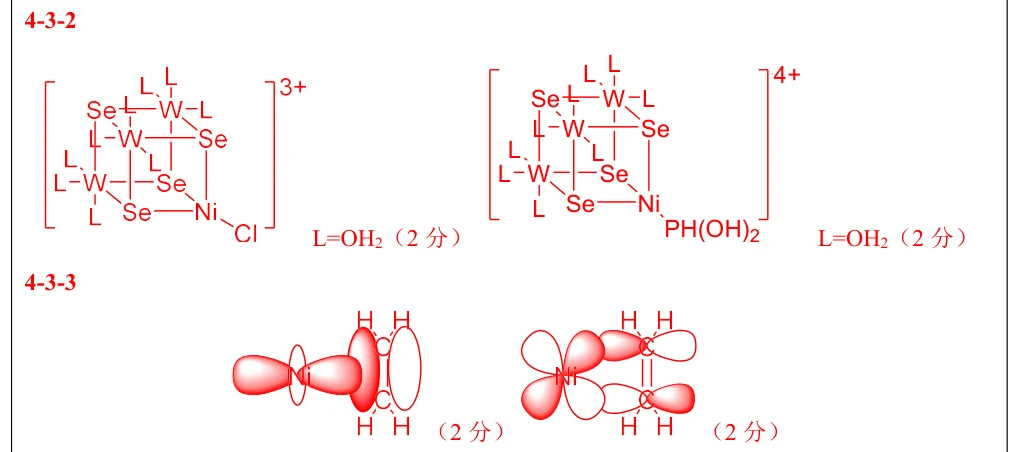 4-3-2
3+
4+
L L L L
Se W Se W
L L
L W Se L W Se
L L L L
L W Se L W Se
L Se Ni L Se Ni
Cl PH(OH)₂
L=OH₂（2 分） L=OH₂（2 分）
4-3-3
H H H H
C C
Ni Ni
C C
H H （2 分） H H （2 分）